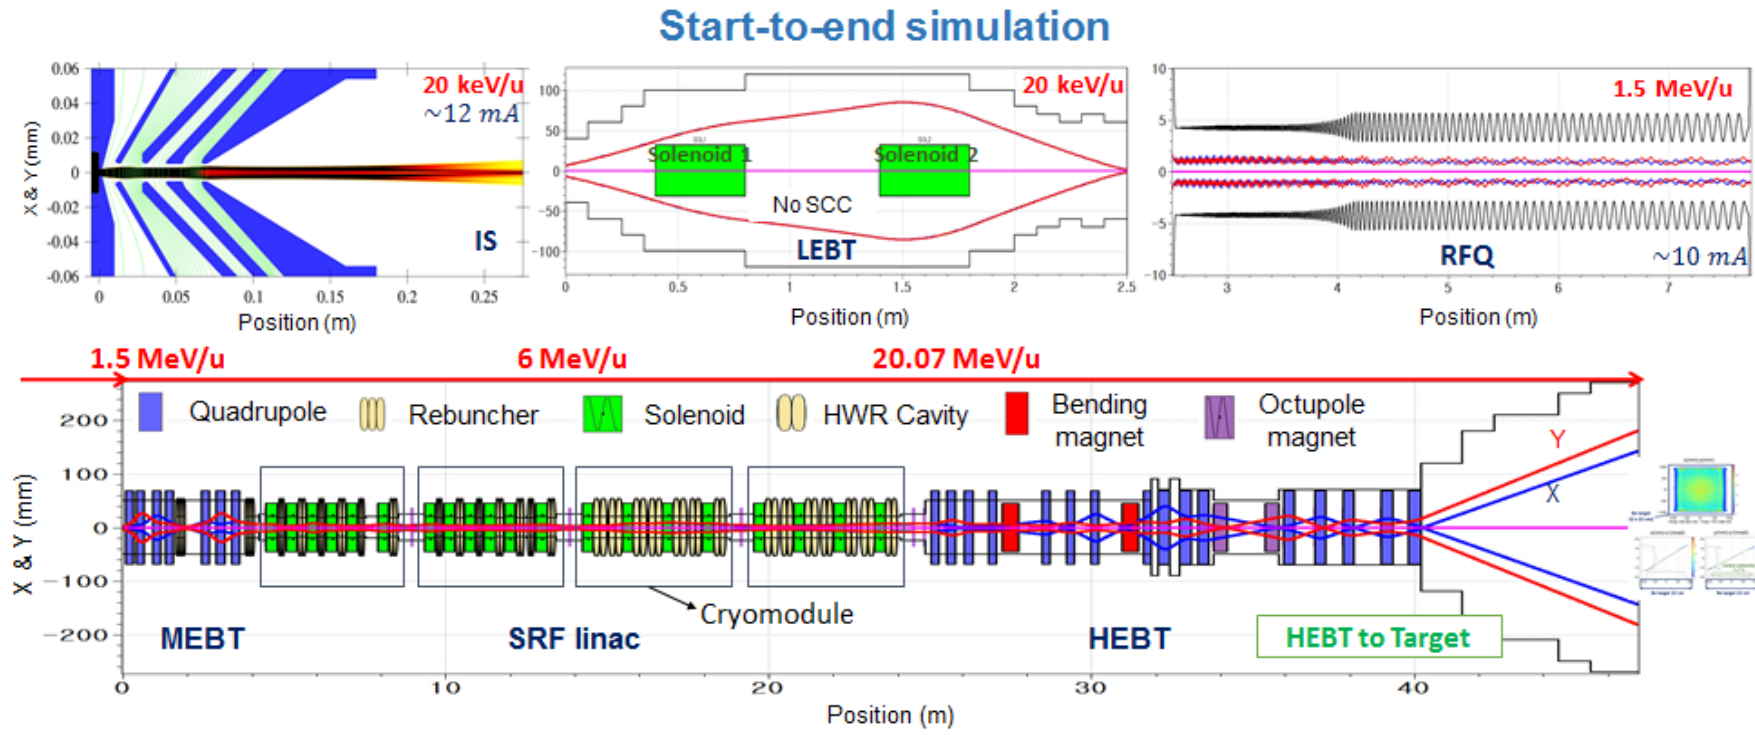 Start-to-end simulation
0.06
0.04
0.02
0
-0.02
-0.04
-0.06
X & Y (mm)
20 keV/u
~12 mA
IS
0
0.05
0.1
0.15
0.2
0.25
Position (m)
100
50
0
-50
-100
20 keV/u
Solenoid 1
Solenoid 2
No SCC
LEBT
0
0.5
1
1.5
2
2.5
Position (m)
10
5
0
-5
-10
1.5 MeV/u
RFQ
~10 mA
3
4
5
6
7
Position (m)
1.5 MeV/u
6 MeV/u
20.07 MeV/u
Quadrupole
Rebuncher
Solenoid
HWR Cavity
Bending
magnet
Octupole
magnet
200
100
0
-100
-200
X & Y (mm)
Y
X
Cryomodule
MEBT
SRF linac
HEBT
HEBT to Target
0
10
20
30
40
Position (m)